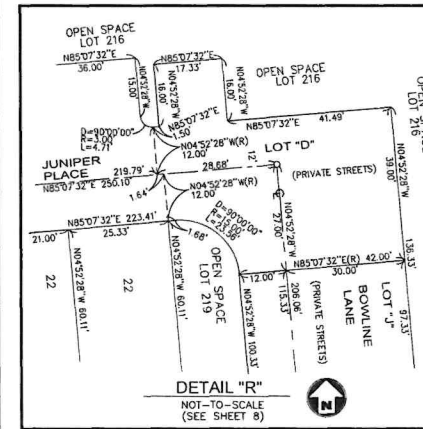 OPEN SPACE
LOT 216
N85°07'32"E
36.00'
N85°07'32"E
17.33'
15.00'
N04°52'28"W
16.00'
N04°52'28"W
N04°52'28"W
16.00'
OPEN SPACE
LOT 216
LOT 216
N85°07'32"E
1.50'
N85°07'32"E
41.49'
D=90°00'00"
R=3.00'
L=4.71'
N04°52'28"W(R)
12.00'
LOT "D"
(PRIVATE STREETS)
N04°52'28"W
39.00'
JUNIPER
PLACE
219.79'
28.68'
12'
N85°07'32"E 250.10'
1.64'
N04°52'28"W(R)
12.00'
N04°52'28"W
27.00'
D=90°00'00"
R=15.00'
L=23.56'
N85°07'32"E 223.41'
21.00'
25.33'
1.68'
N85°07'32"E(R) 42.00'
12.00'
30.00'
136.33'
N04°52'28"W 60.11'
N04°52'28"W 60.11'
22
22
OPEN SPACE
LOT 219
N04°52'28"W 100.33'
206.06'
115.33'
(PRIVATE STREETS)
BOWLINE
LANE
LOT "J"
97.33'
DETAIL "R"
NOT-TO-SCALE
(SEE SHEET 8)
N